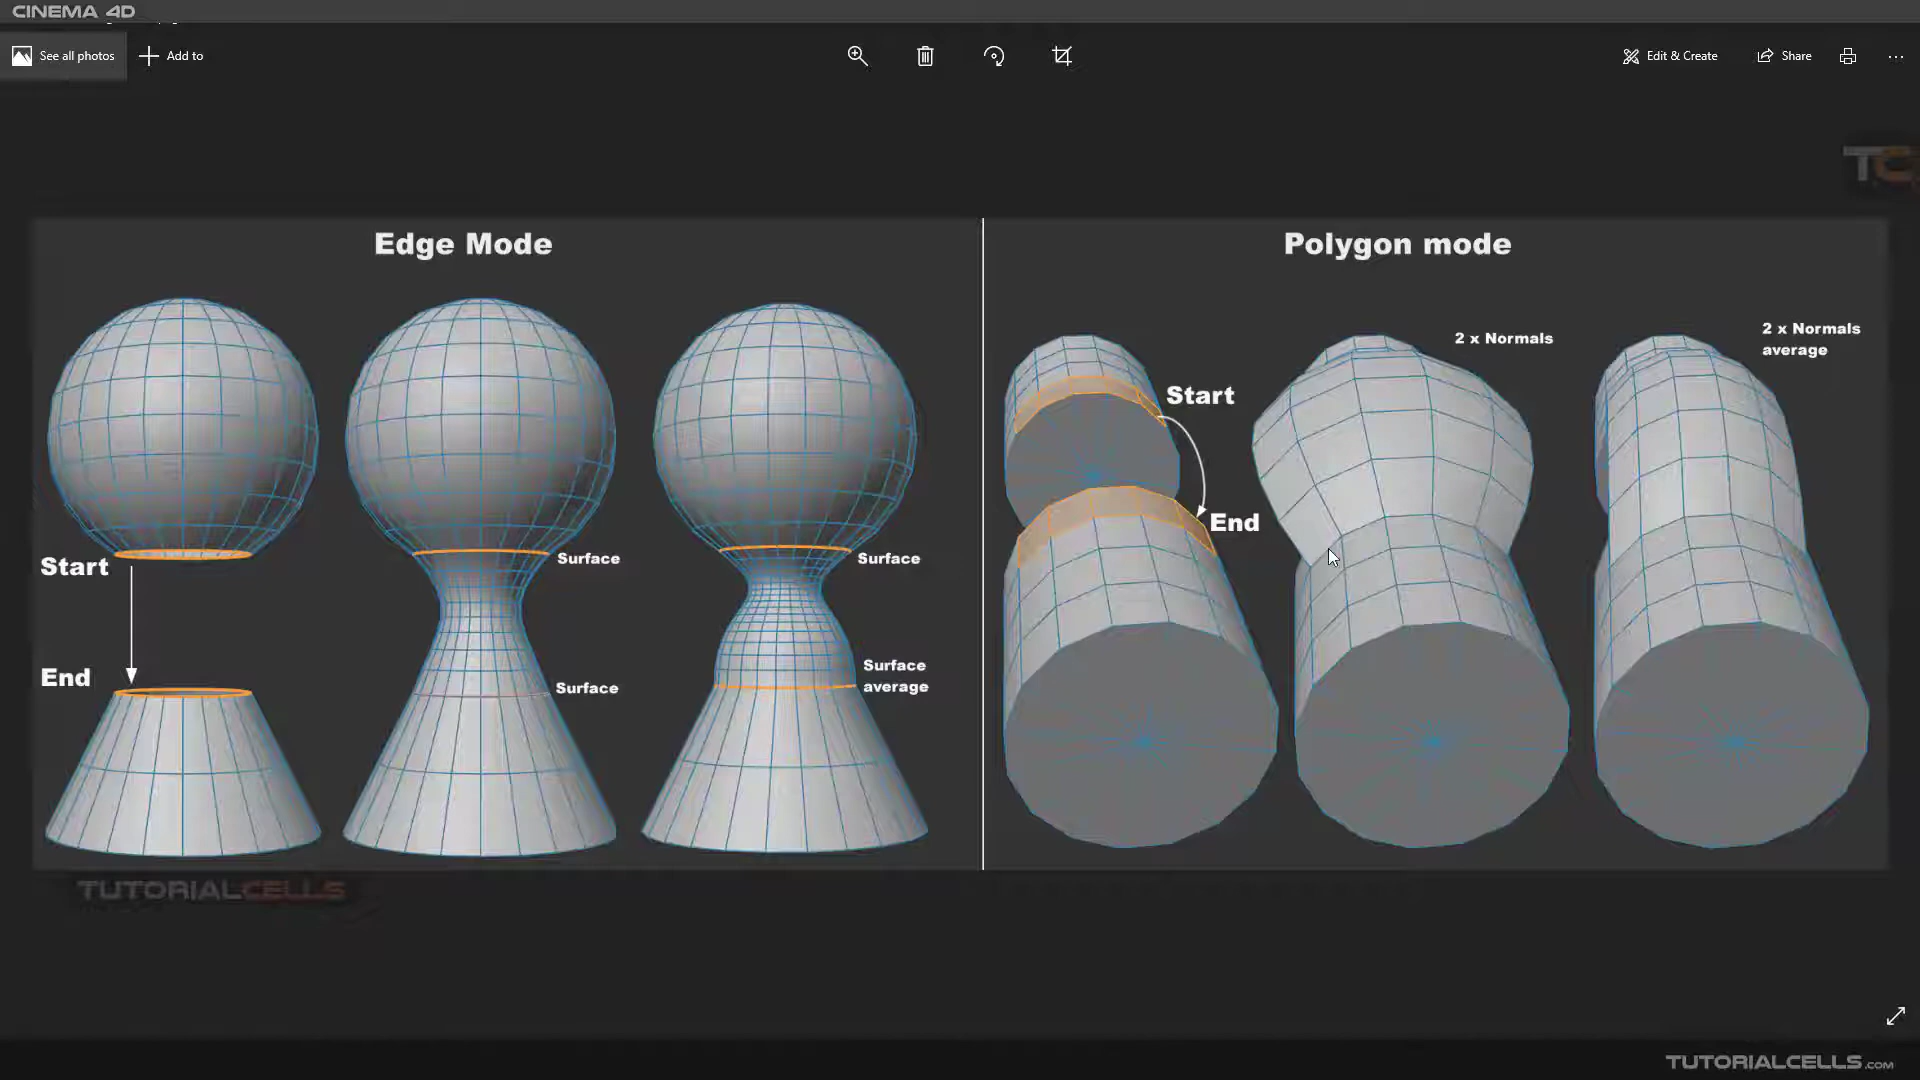 CINEMA 4D
See all photos
Add to
Edit & Create
Share
TC
Edge Mode
Start
End
Surface
Surface
Surface
Surface
average
Polygon mode
Start
End
2 x Normals
2 x Normals
average
TUTORIALCELLS
TUTORIALCELLS.COM